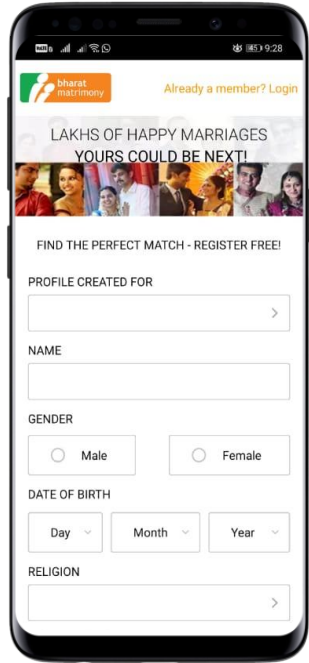 9:28
bharat
matrimony
Already a member? Login
LAKHS OF HAPPY MARRIAGES
YOURS COULD BE NEXT!
FIND THE PERFECT MATCH - REGISTER FREE!
PROFILE CREATED FOR
NAME
GENDER
Male
Female
DATE OF BIRTH
Day
Month
Year
RELIGION